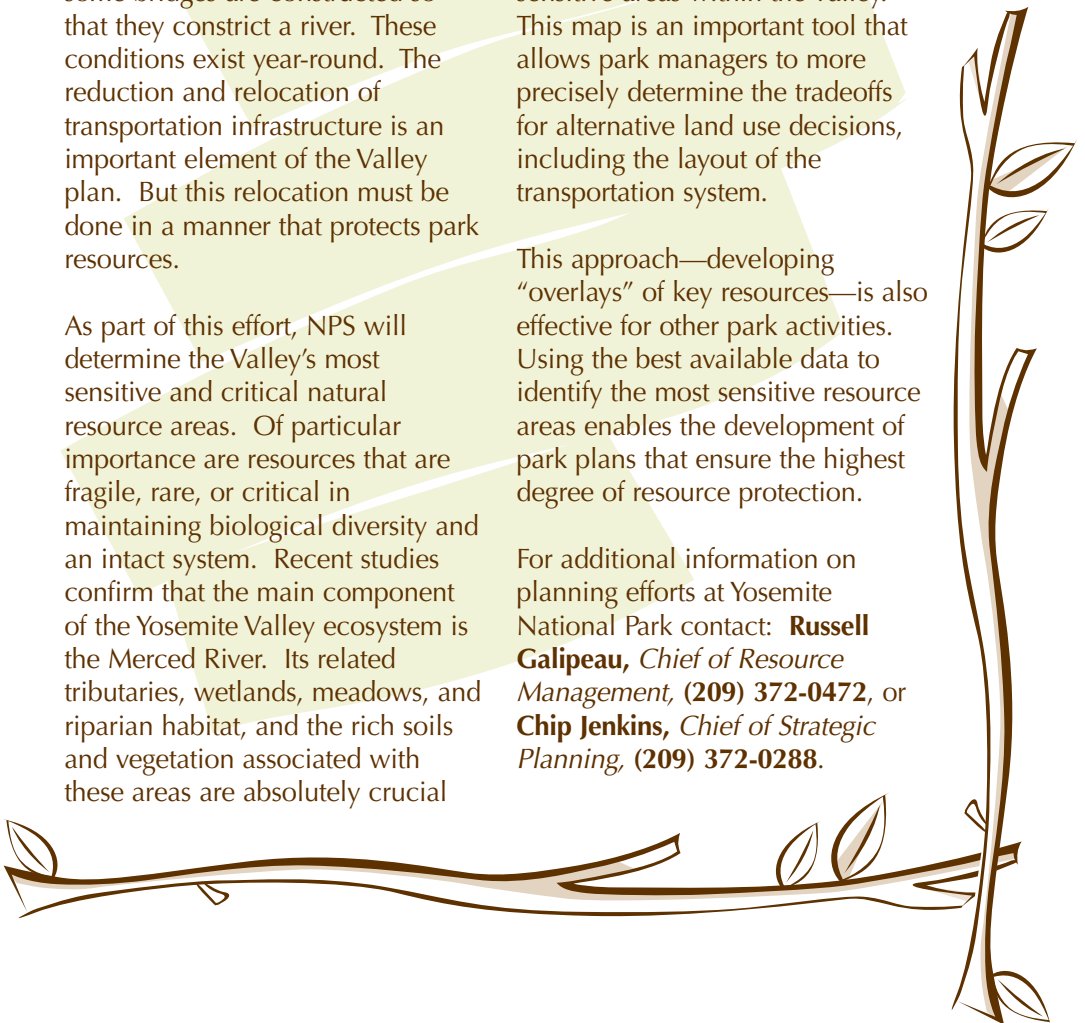 some bridges are constructed so
that they constrict a river. These
conditions exist year-round. The
reduction and relocation of
transportation infrastructure is an
important element of the Valley
plan. But this relocation must be
done in a manner that protects park
resources.
As part of this effort, NPS will
determine the Valley's most
sensitive and critical natural
resource areas. Of particular
importance are resources that are
fragile, rare, or critical in
maintaining biological diversity and
an intact system. Recent studies
confirm that the main component
of the Yosemite Valley ecosystem is
the Merced River. Its related
tributaries, wetlands, meadows, and
riparian habitat, and the rich soils
and vegetation associated with
these areas are absolutely crucial
sensitive areas within the Valley.
This map is an important tool that
allows park managers to more
precisely determine the tradeoffs
for alternative land use decisions,
including the layout of the
transportation system.
This approach—developing
“overlays” of key resources—is also
effective for other park activities.
Using the best available data to
identify the most sensitive resource
areas enables the development of
park plans that ensure the highest
degree of resource protection.
For additional information on
planning efforts at Yosemite
National Park contact: Russell
Galipeau, Chief of Resource
Management, (209) 372-0472, or
Chip Jenkins, Chief of Strategic
Planning, (209) 372-0288.